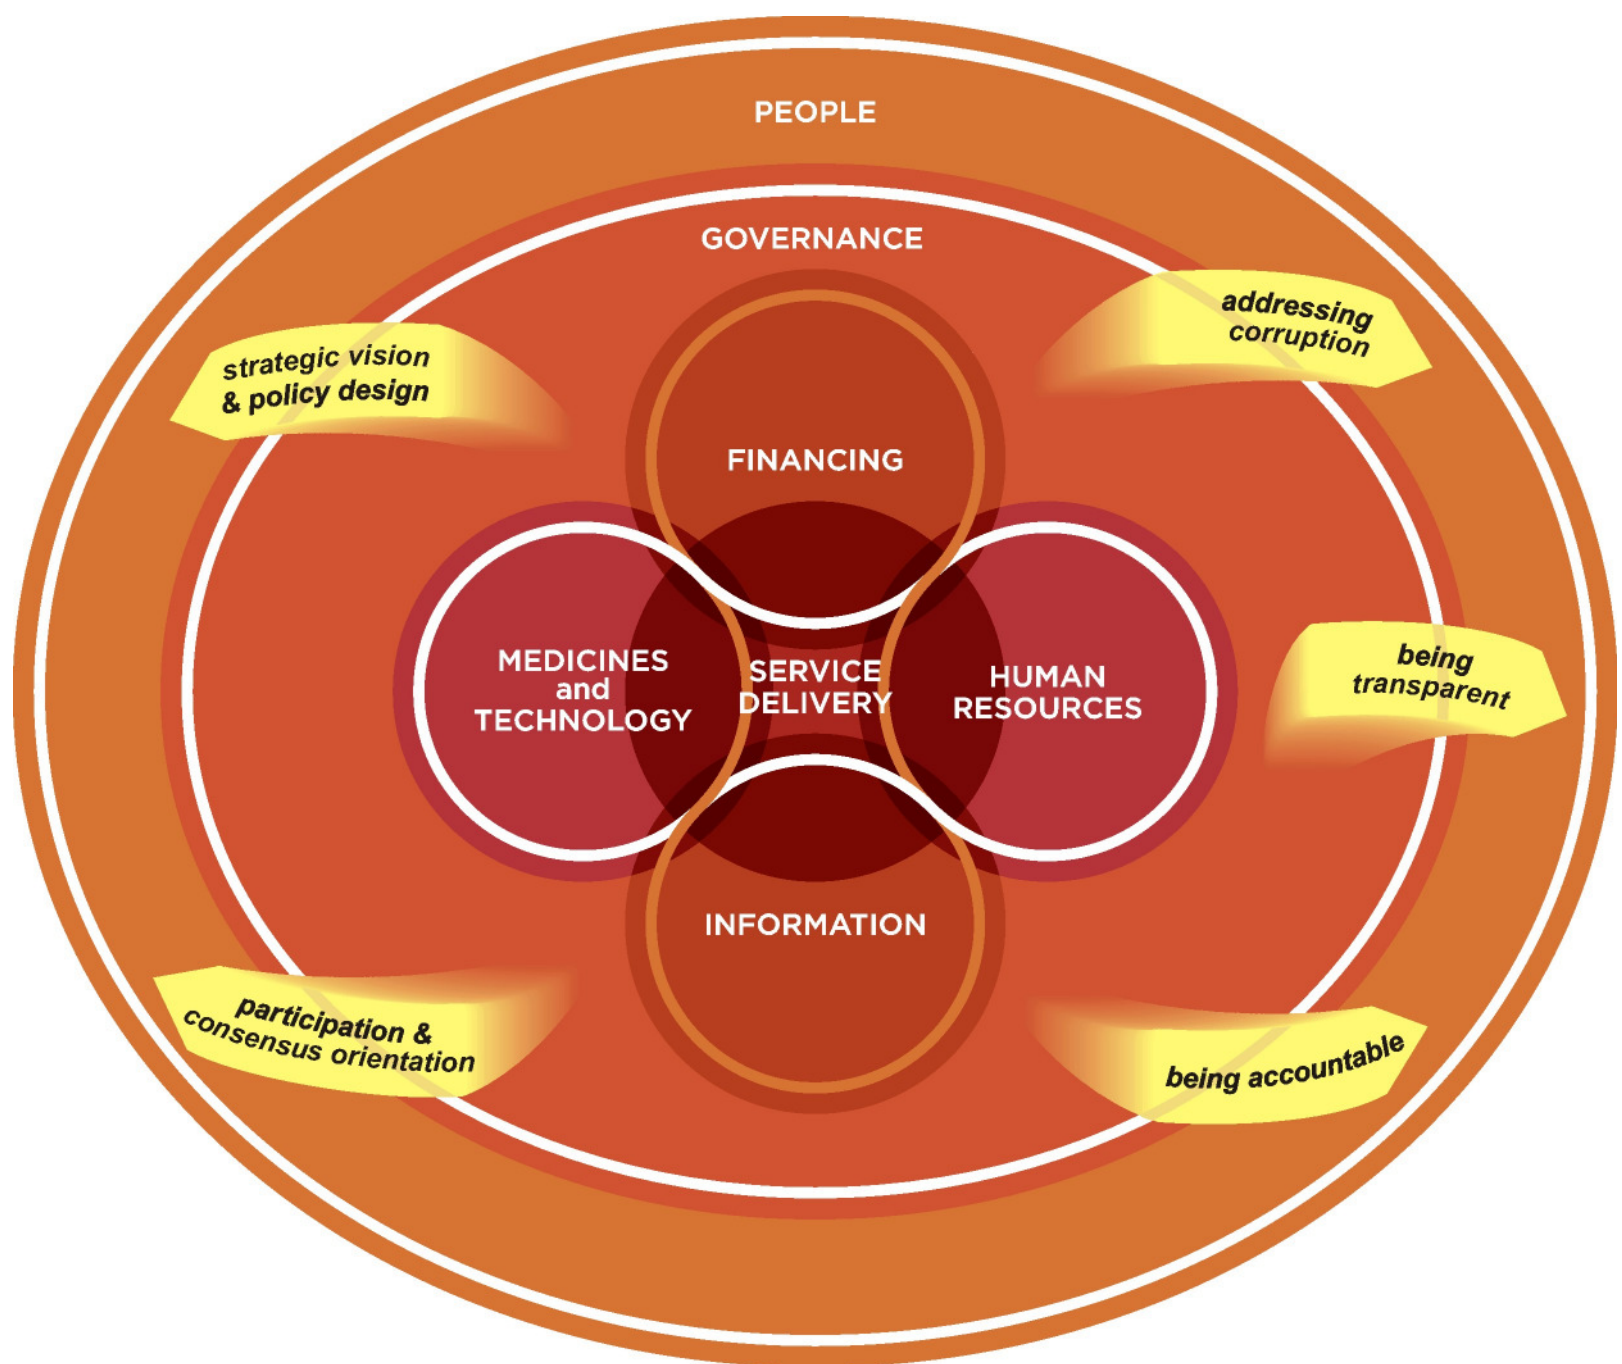 PEOPLE
GOVERNANCE
addressing
corruption
strategic vision
& policy design
FINANCING
MEDICINES
and
TECHNOLOGY
SERVICE
DELIVERY
HUMAN
RESOURCES
being
transparent
INFORMATION
participation &
consensus orientation
being accountable